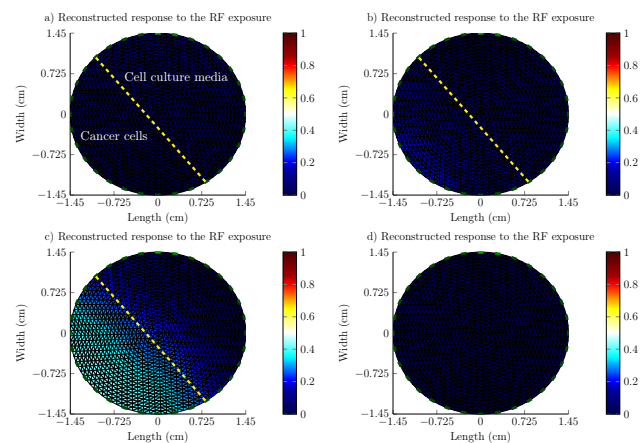 a) Reconstructed response to the RF exposure
1.45
0.725
0
−0.725
−1.45
Width (cm)
Cell culture media
Cancer cells
−1.45 −0.725 0 0.725 1.45
Length (cm)
1
0.8
0.6
0.4
0.2
0
b) Reconstructed response to the RF exposure
1.45
0.725
0
−0.725
−1.45
Width (cm)
−1.45 −0.725 0 0.725 1.45
Length (cm)
1
0.8
0.6
0.4
0.2
0
c) Reconstructed response to the RF exposure
1.45
0.725
0
−0.725
−1.45
Width (cm)
−1.45 −0.725 0 0.725 1.45
Length (cm)
1
0.8
0.6
0.4
0.2
0
d) Reconstructed response to the RF exposure
1.45
0.725
0
−0.725
−1.45
Width (cm)
−1.45 −0.725 0 0.725 1.45
Length (cm)
1
0.8
0.6
0.4
0.2
0